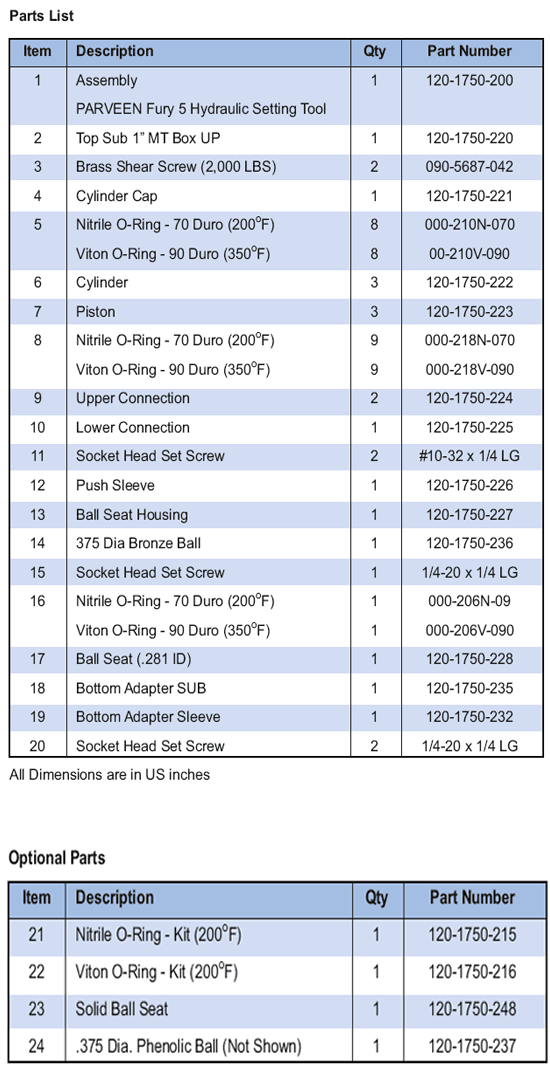 Parts List
Item Description Qty Part Number
1 Assembly 1 120-1750-200
PARVEEN Fury 5 Hydraulic Setting Tool
2 Top Sub 1” MT Box UP 1 120-1750-220
3 Brass Shear Screw (2,000 LBS) 2 090-5687-042
4 Cylinder Cap 1 120-1750-221
5 Nitrile O-Ring - 70 Duro (200°F) 8 000-210N-070
Viton O-Ring - 90 Duro (350°F) 8 00-210V-090
6 Cylinder 3 120-1750-222
7 Piston 3 120-1750-223
8 Nitrile O-Ring - 70 Duro (200°F) 9 000-218N-070
Viton O-Ring - 90 Duro (350°F) 9 000-218V-090
9 Upper Connection 2 120-1750-224
10 Lower Connection 1 120-1750-225
11 Socket Head Set Screw 2 #10-32 x 1/4 LG
12 Push Sleeve 1 120-1750-226
13 Ball Seat Housing 1 120-1750-227
14 375 Dia Bronze Ball 1 120-1750-236
15 Socket Head Set Screw 1 1/4-20 x 1/4 LG
16 Nitrile O-Ring - 70 Duro (200°F) 1 000-206N-09
Viton O-Ring - 90 Duro (350°F) 1 000-206V-090
17 Ball Seat (.281 ID) 1 120-1750-228
18 Bottom Adapter SUB 1 120-1750-235
19 Bottom Adapter Sleeve 1 120-1750-232
20 Socket Head Set Screw 2 1/4-20 x 1/4 LG
All Dimensions are in US inches
Optional Parts
Item Description Qty Part Number
21 Nitrile O-Ring - Kit (200°F) 1 120-1750-215
22 Viton O-Ring - Kit (200°F) 1 120-1750-216
23 Solid Ball Seat 1 120-1750-248
24 .375 Dia. Phenolic Ball (Not Shown) 1 120-1750-237